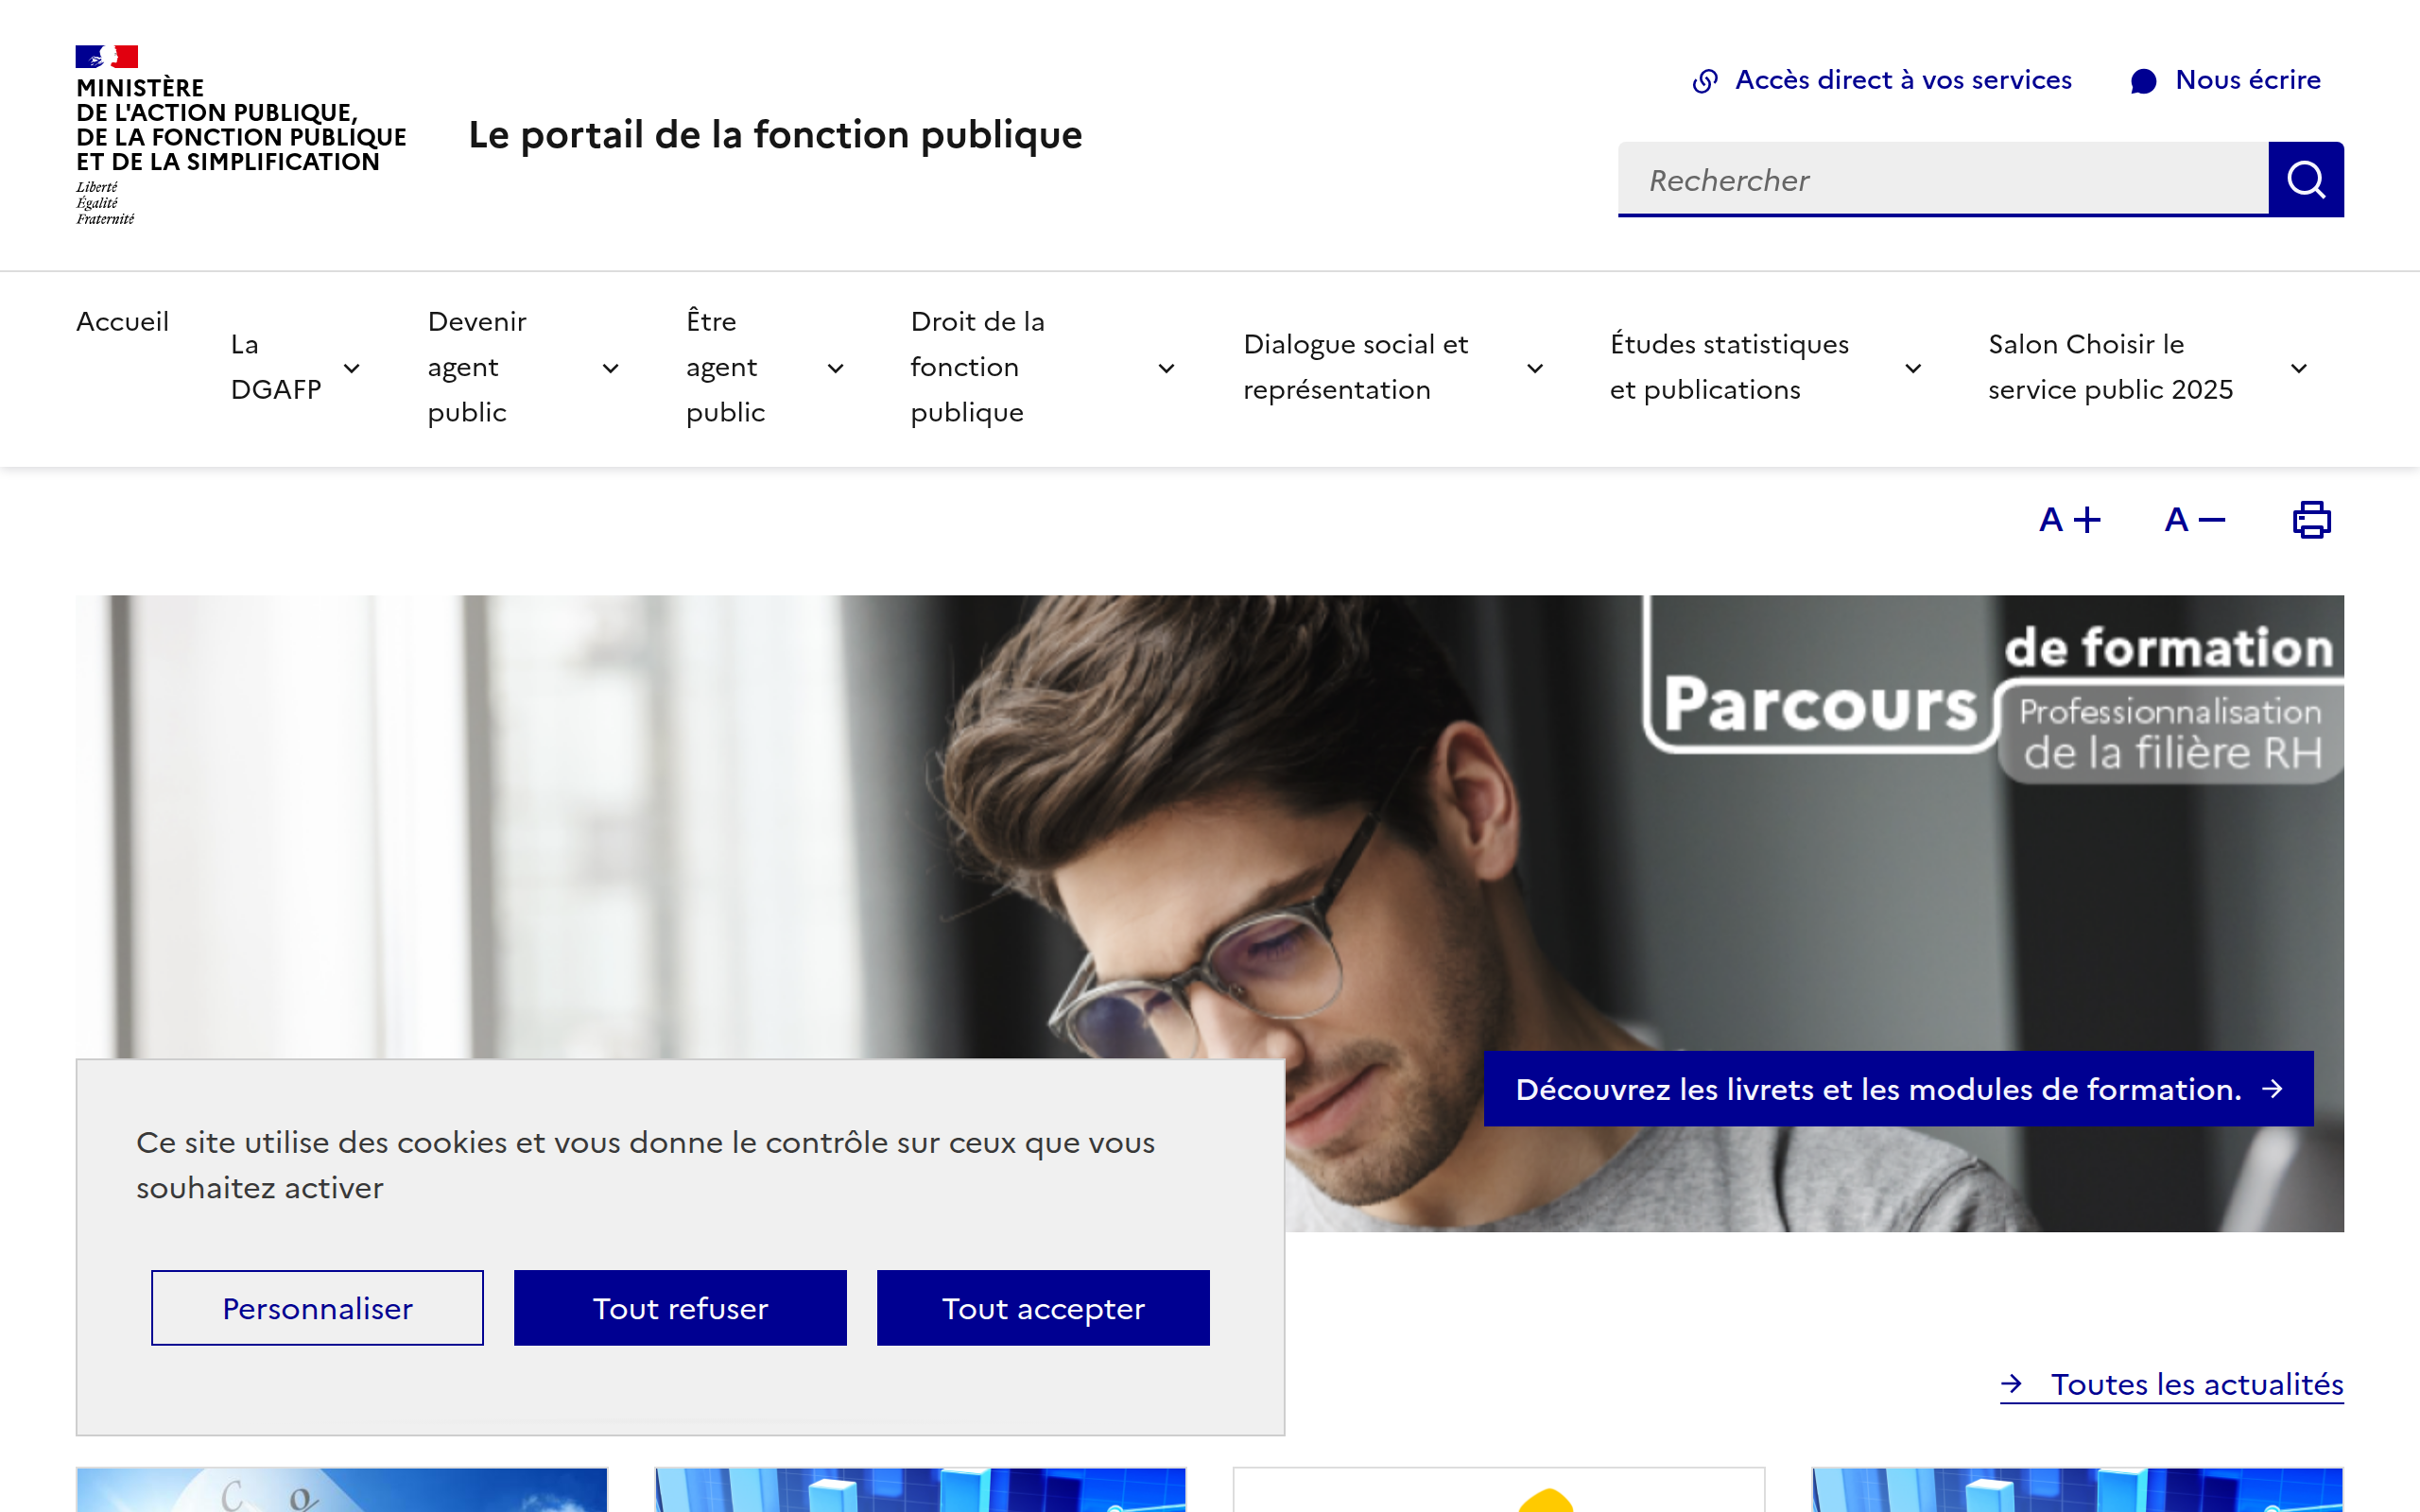 MINISTÈRE
DE L'ACTION PUBLIQUE,
DE LA FONCTION PUBLIQUE
ET DE LA SIMPLIFICATION
Liberté
Égalité
Fraternité
Le portail de la fonction publique
Accès direct à vos services
Nous écrire
Rechercher
Accueil
La
DGAFP
Devenir
agent
public
Être
agent
public
Droit de la
fonction
publique
Dialogue social et
représentation
Études statistiques
et publications
Salon Choisir le
service public 2025
A +
A −
Parcours
de formation
Professionnalisation
de la filière RH
Découvrez les livrets et les modules de formation.
Ce site utilise des cookies et vous donne le contrôle sur ceux que vous
souhaitez activer
Personnaliser
Tout refuser
Tout accepter
Toutes les actualités